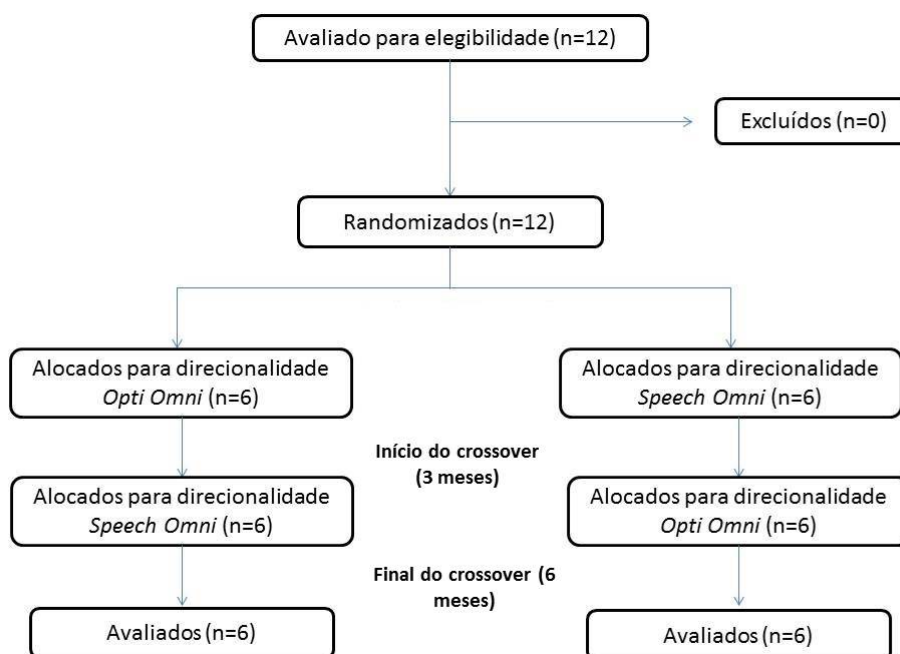 Avaliado para elegibilidade (n=12)
Excluídos (n=0)
Randomizados (n=12)
Alocados para direcionalidade
Opti Omni (n=6)
Alocados para direcionalidade
Speech Omni (n=6)
Início do crossover
(3 meses)
Alocados para direcionalidade
Speech Omni (n=6)
Alocados para direcionalidade
Opti Omni (n=6)
Final do crossover (6
meses)
Avaliados (n=6)
Avaliados (n=6)